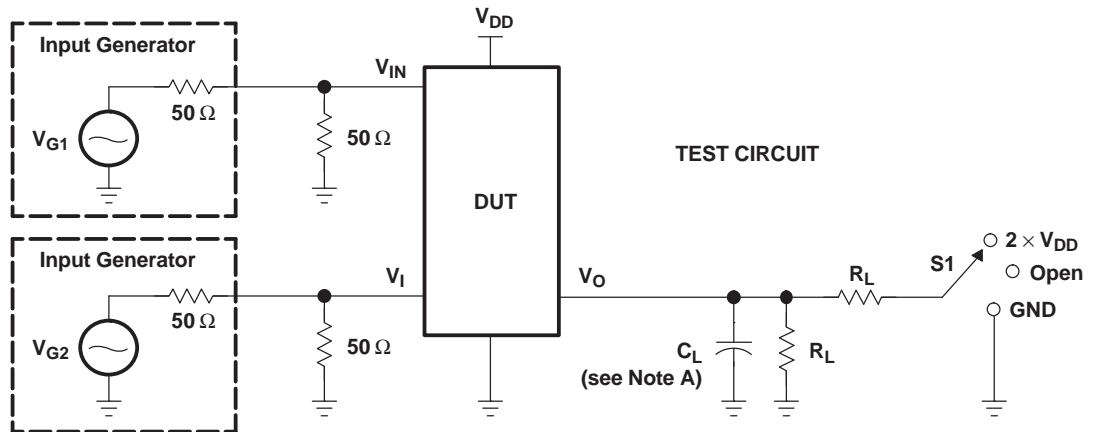 V_DD
Input Generator
V_IN
50 Ω
50 Ω
V_G1
TEST CIRCUIT
DUT
Input Generator
V_I
V_O
S1
2 × V_DD
Open
GND
R_L
50 Ω
50 Ω
V_G2
C_L
(see Note A)
R_L